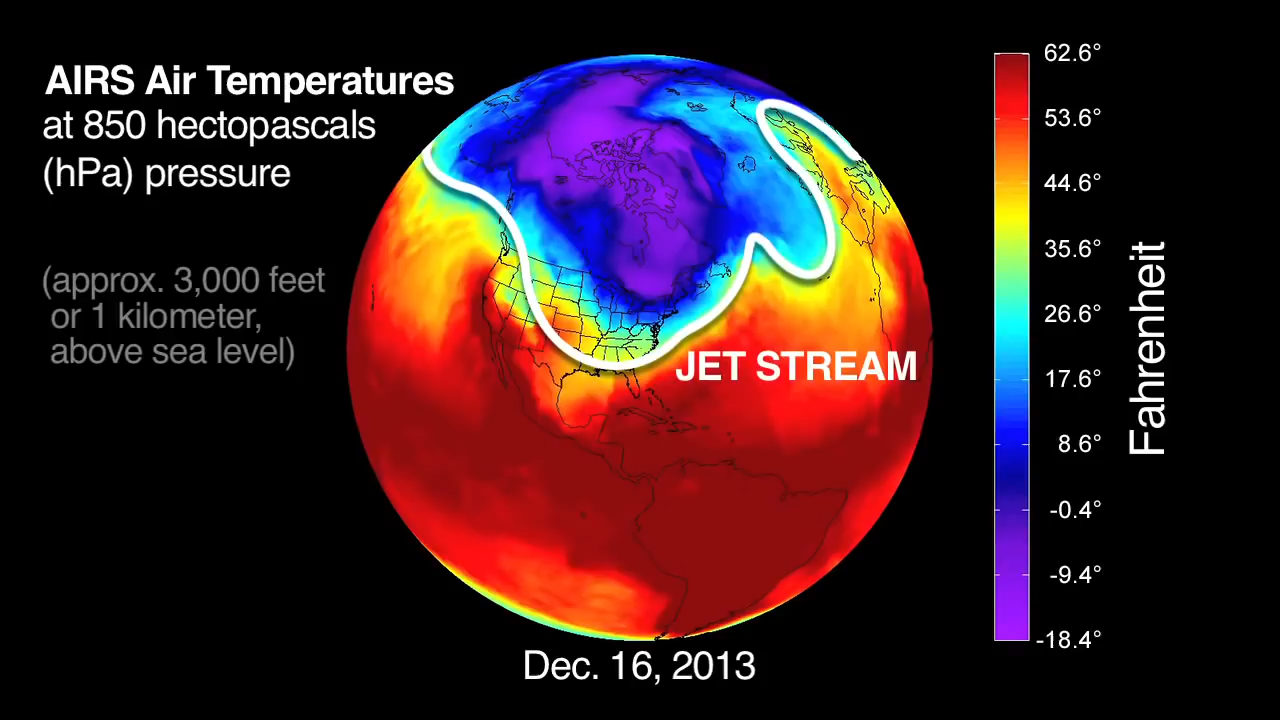 AIRS Air Temperatures
at 850 hectopascals
(hPa) pressure
(approx. 3,000 feet
or 1 kilometer,
above sea level)
JET STREAM
Dec. 16, 2013
62.6°
53.6°
44.6°
35.6°
26.6°
17.6°
8.6°
-0.4°
-9.4°
-18.4°
Fahrenheit